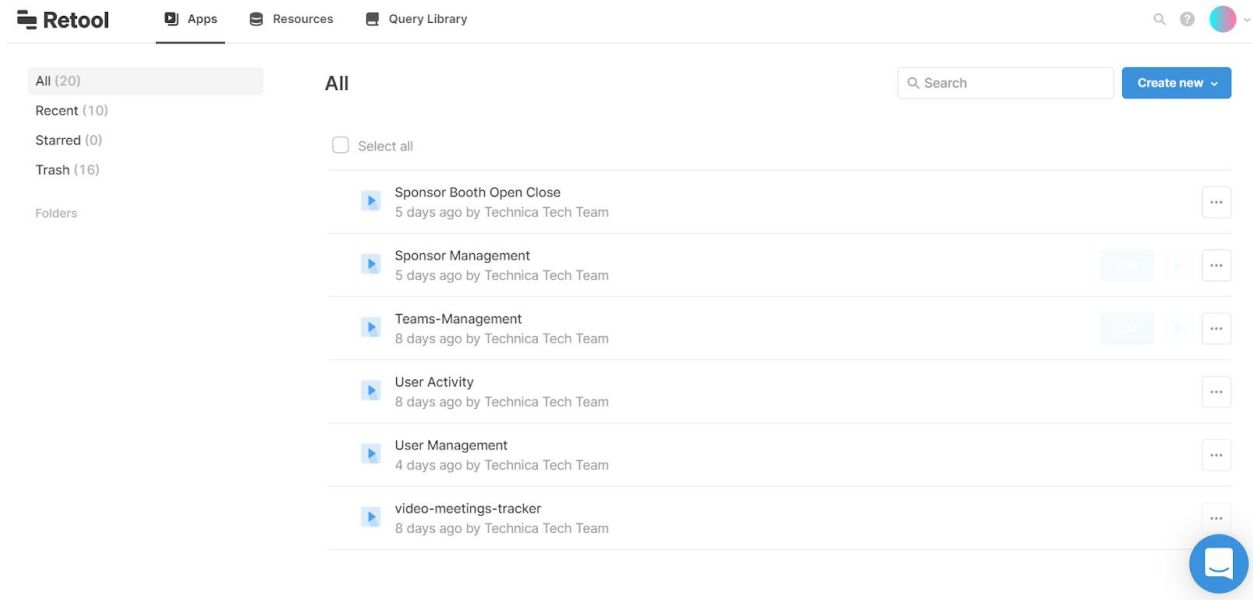 Retool
Apps
Resources
Query Library
All (20)
Recent (10)
Starred (0)
Trash (16)
Folders
All
Search
Create new
Select all
Sponsor Booth Open Close
5 days ago by Technica Tech Team
Sponsor Management
5 days ago by Technica Tech Team
Teams-Management
8 days ago by Technica Tech Team
User Activity
8 days ago by Technica Tech Team
User Management
4 days ago by Technica Tech Team
video-meetings-tracker
8 days ago by Technica Tech Team